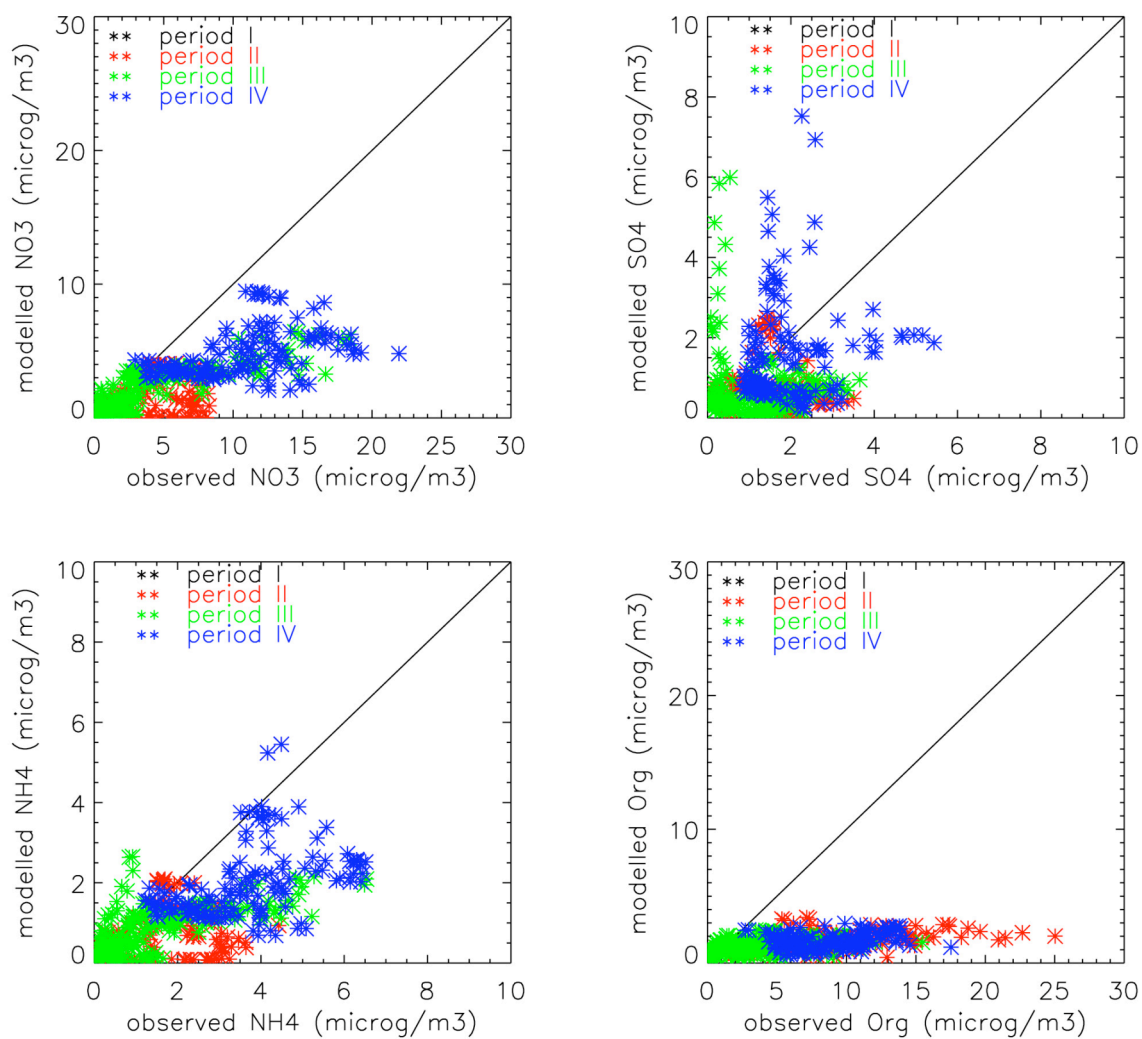 30
20
10
0
modelled NO3 (microg/m3)
** period I
** period II
** period III
** period IV
0 5 10 15 20 25 30
observed NO3 (microg/m3)
10
8
6
4
2
0
modelled SO4 (microg/m3)
** period I
** period II
** period III
** period IV
0 2 4 6 8 10
observed SO4 (microg/m3)
10
8
6
4
2
0
modelled NH4 (microg/m3)
** period I
** period II
** period III
** period IV
0 2 4 6 8 10
observed NH4 (microg/m3)
30
20
10
0
modelled Org (microg/m3)
** period I
** period II
** period III
** period IV
0 5 10 15 20 25 30
observed Org (microg/m3)